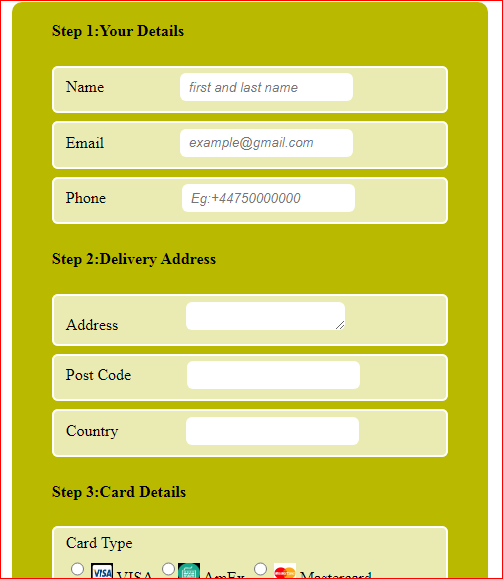 Step 1:Your Details
Name first and last name
Email example@gmail.com
Phone Eg:+44750000000
Step 2:Delivery Address
Address
Post Code
Country
Step 3:Card Details
Card Type
VISA VISA AmEx Mastercard